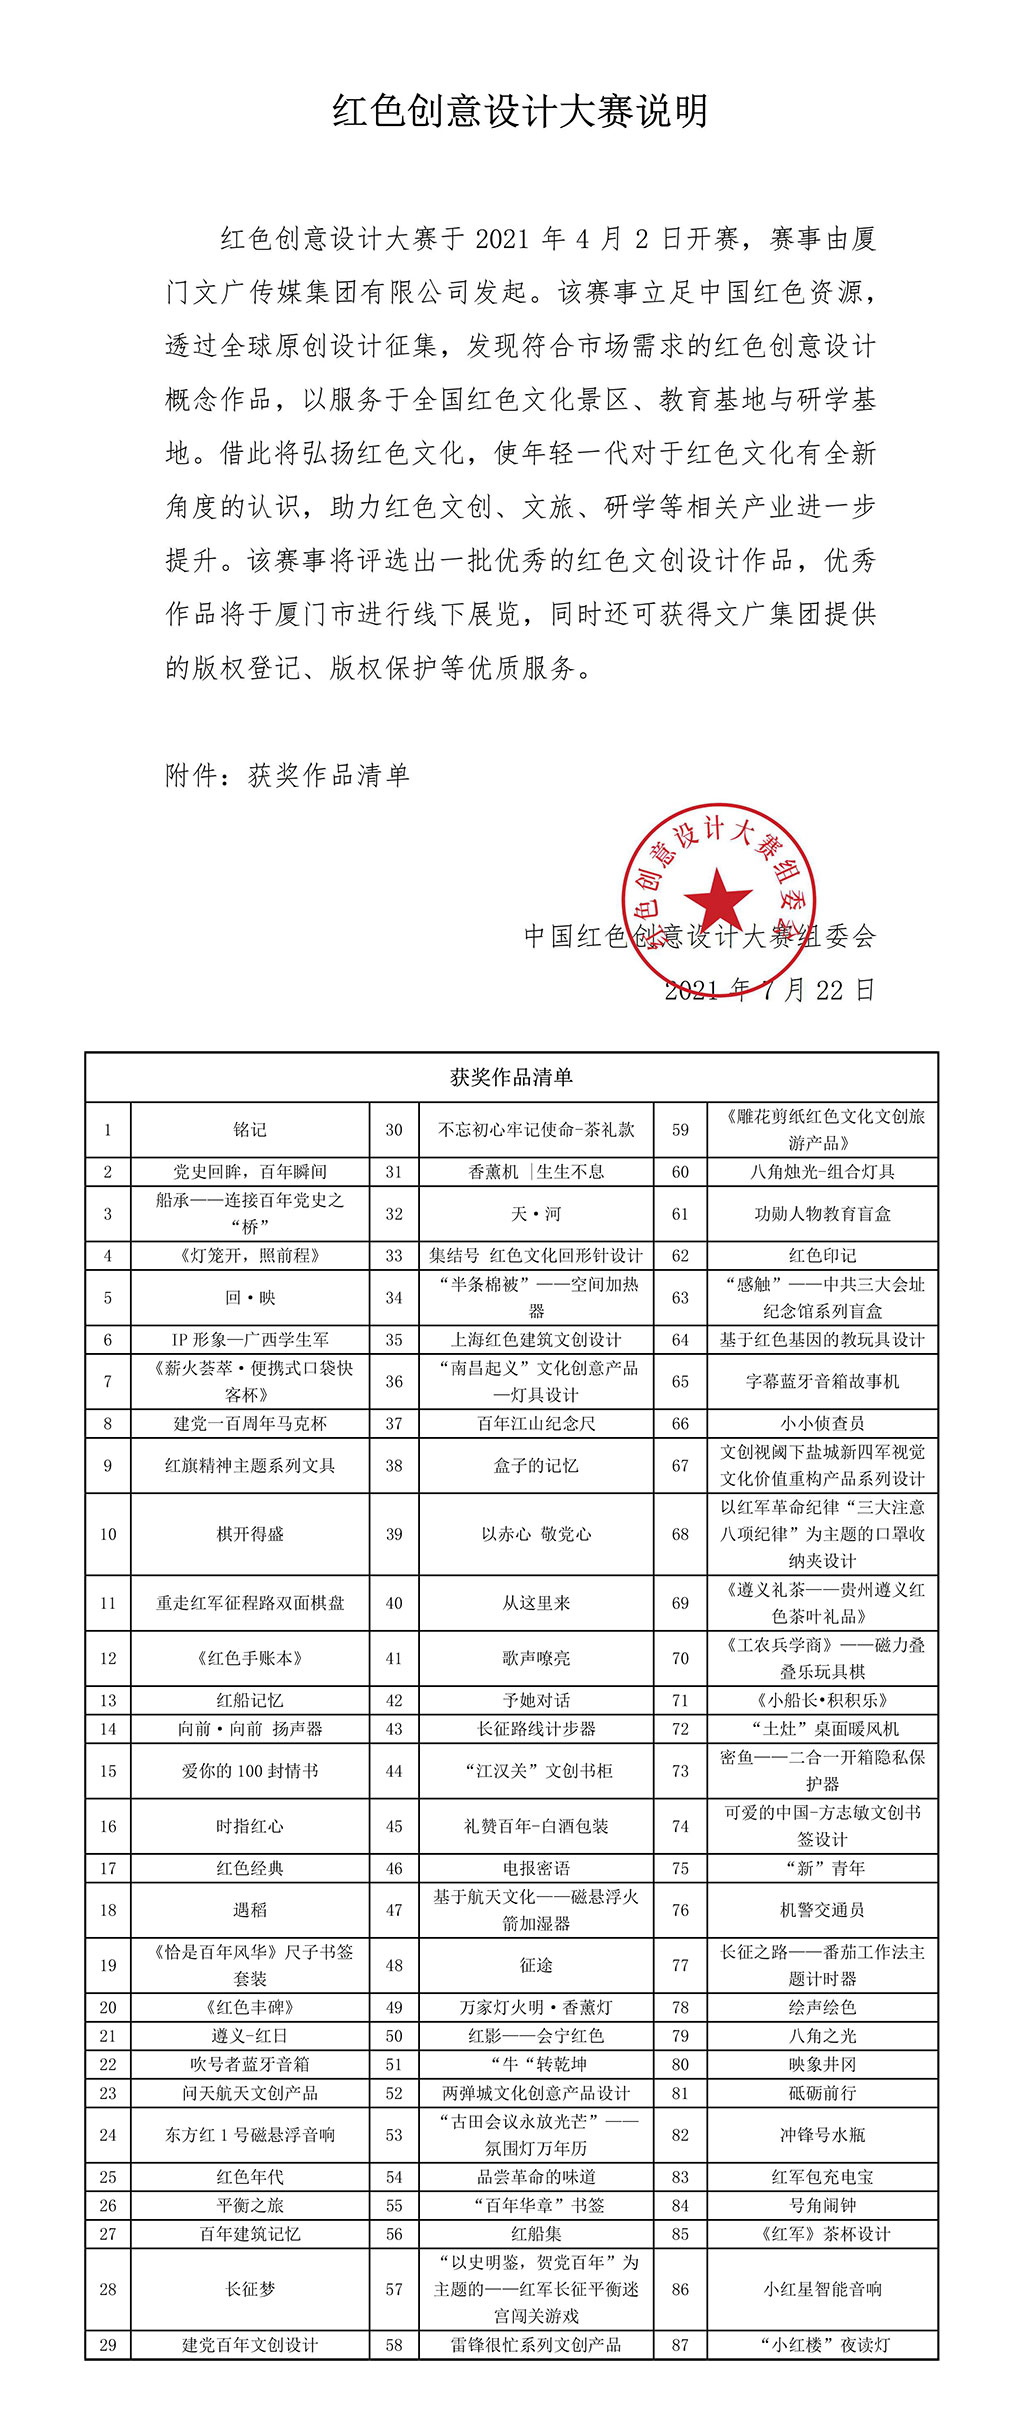 红色创意设计大赛说明
红色创意设计大赛于 2021 年 4 月 2 日开赛，赛事由厦
门文广传媒集团有限公司发起。该赛事立足中国红色资源，
透过全球原创设计征集，发现符合市场需求的红色创意设计
概念作品，以服务于全国红色文化景区、教育基地与研学基
地。借此将弘扬红色文化，使年轻一代对于红色文化有全新
角度的认识，助力红色文创、文旅、研学等相关产业进一步
提升。该赛事将评选出一批优秀的红色文创设计作品，优秀
作品将于厦门市进行线下展览，同时还可获得文广集团提供
的版权登记、版权保护等优质服务。
附件：获奖作品清单
红色创意设计大赛组委会
中国红色创意设计大赛组委会
2021 年 7 月 22 日
获奖作品清单
1 铭记 30 不忘初心牢记使命-茶礼款 59 《雕花剪纸红色文化文创旅
游产品》
2 党史回眸，百年瞬间 31 香薰机 |生生不息 60 八角烛光-组合灯具
3 船承——连接百年党史之
“桥” 32 天·河 61 功勋人物教育盲盒
4 《灯笼开，照前程》 33 集结号 红色文化回形针设计 62 红色印记
5 回·映 34 “半条棉被”——空间加热
器 63 “感触”——中共三大会址
纪念馆系列盲盒
6 IP 形象—广西学生军 35 上海红色建筑文创设计 64 基于红色基因的教玩具设计
7 《薪火荟萃·便携式口袋快
客杯》 36 “南昌起义”文化创意产品
—灯具设计 65 字幕蓝牙音箱故事机
8 建党一百周年马克杯 37 百年江山纪念尺 66 小小侦查员
9 红旗精神主题系列文具 38 盒子的记忆 67 文创视阈下盐城新四军视觉
文化价值重构产品系列设计
10 棋开得盛 39 以赤心 敬党心 68 以红军革命纪律“三大注意
八项纪律”为主题的口罩收
纳夹设计
11 重走红军征程路双面棋盘 40 从这里来 69 《遵义礼茶——贵州遵义红
色茶叶礼品》
12 《红色手账本》 41 歌声嘹亮 70 《工农兵学商》——磁力叠
叠乐玩具棋
13 红船记忆 42 予她对话 71 《小船长•积积乐》
14 向前·向前 扬声器 43 长征路线计步器 72 “土灶”桌面暖风机
15 爱你的 100 封情书 44 “江汉关”文创书柜 73 密鱼——二合一开箱隐私保
护器
16 时指红心 45 礼赞百年-白酒包装 74 可爱的中国-方志敏文创书
签设计
17 红色经典 46 电报密语 75 “新”青年
18 遇稻 47 基于航天文化——磁悬浮火
箭加湿器 76 机警交通员
19 《恰是百年风华》尺子书签
套装 48 征途 77 长征之路——番茄工作法主
题计时器
20 《红色丰碑》 49 万家灯火明·香薰灯 78 绘声绘色
21 遵义-红日 50 红影——会宁红色 79 八角之光
22 吹号者蓝牙音箱 51 “牛“转乾坤 80 映象井冈
23 问天航天文创产品 52 两弹城文化创意产品设计 81 砥砺前行
24 东方红 1 号磁悬浮音响 53 “古田会议永放光芒”——
氛围灯万年历 82 冲锋号水瓶
25 红色年代 54 品尝革命的味道 83 红军包充电宝
26 平衡之旅 55 “百年华章”书签 84 号角闹钟
27 百年建筑记忆 56 红船集 85 《红军》茶杯设计
28 长征梦 57 “以史明鉴，贺党百年”为
主题的——红军长征平衡迷
宫闯关游戏 86 小红星智能音响
29 建党百年文创设计 58 雷锋很忙系列文创产品 87 “小红楼”夜读灯